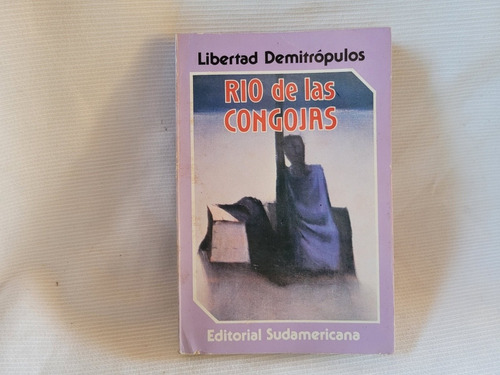 Libertad Demitrópulos
RIO de las
CONGOJAS
Editorial Sudamericana